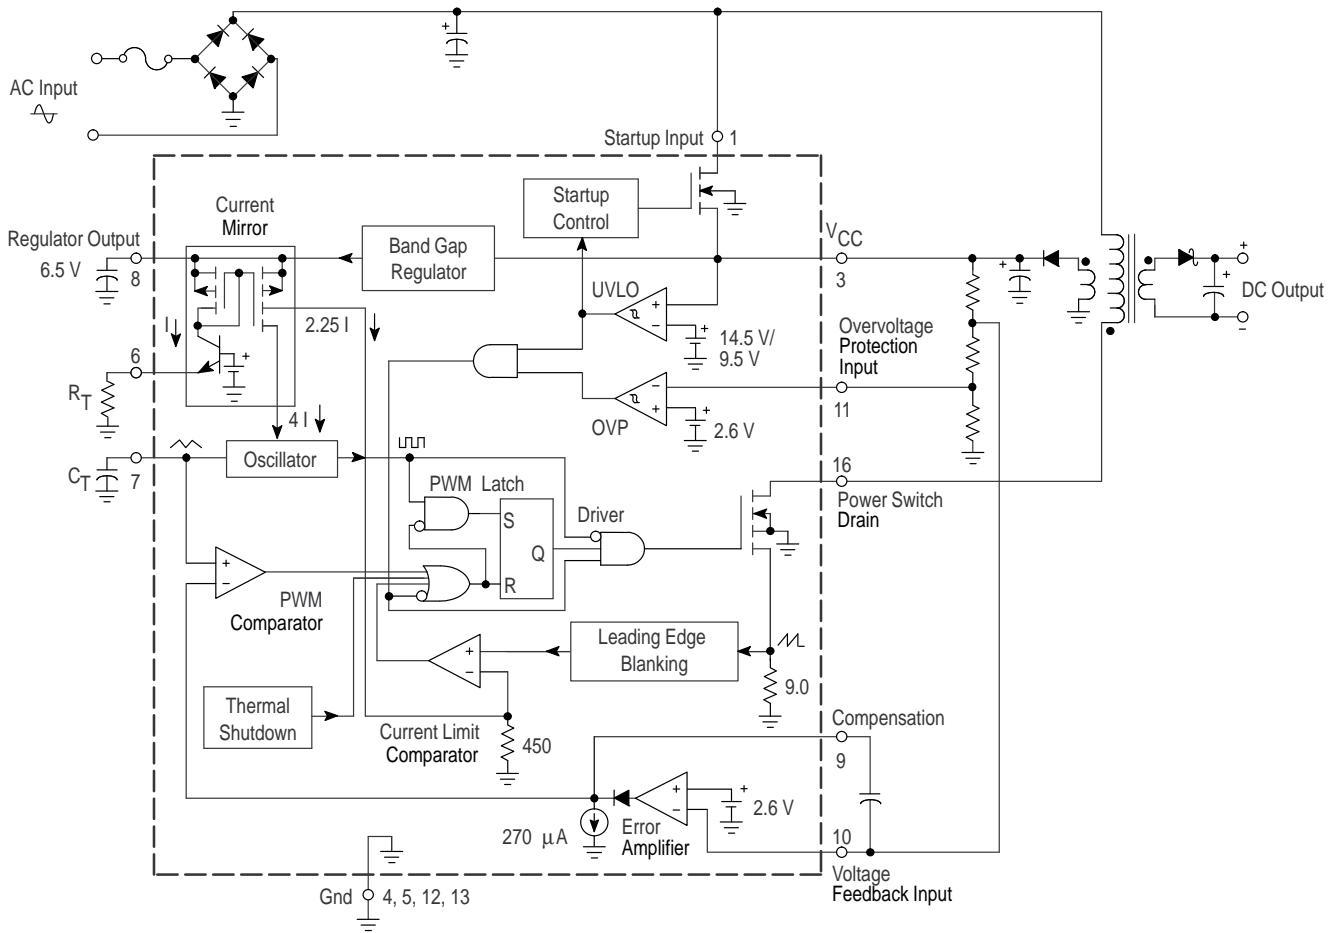 AC Input
Startup Input
1
Current
Mirror
Startup
Control
Regulator Output
6.5 V
8
Band Gap
Regulator
VCC
3
UVLO
14.5 V/
9.5 V
DC Output
+
−
I
2.25 I
Overvoltage
Protection
Input
11
6
RT
4 I
OVP
2.6 V
CT
7
Oscillator
PWM Latch
S
Q
R
Driver
16
Power Switch
Drain
PWM
Comparator
Leading Edge
Blanking
9.0
Thermal
Shutdown
Current Limit
Comparator
450
Compensation
9
270 μA
Error
Amplifier
2.6 V
10
Voltage
Feedback Input
Gnd
4, 5, 12, 13